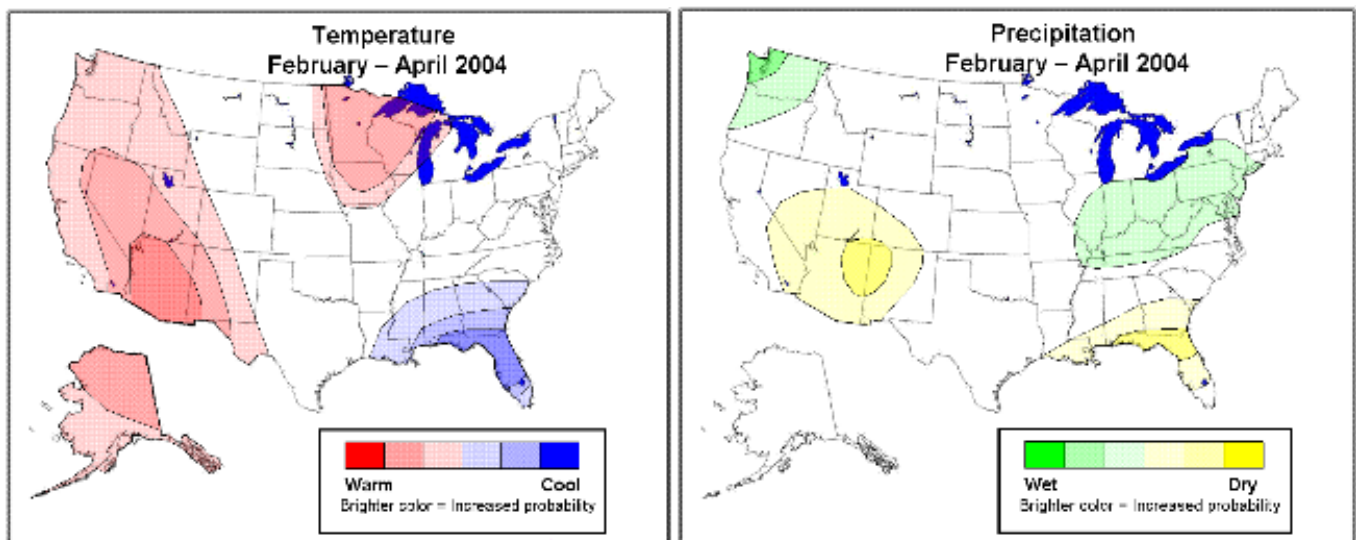 Temperature
February – April 2004
Warm
Cool
Brighter color = Increased probability
Precipitation
February – April 2004
Wet
Dry
Brighter color = Increased probability